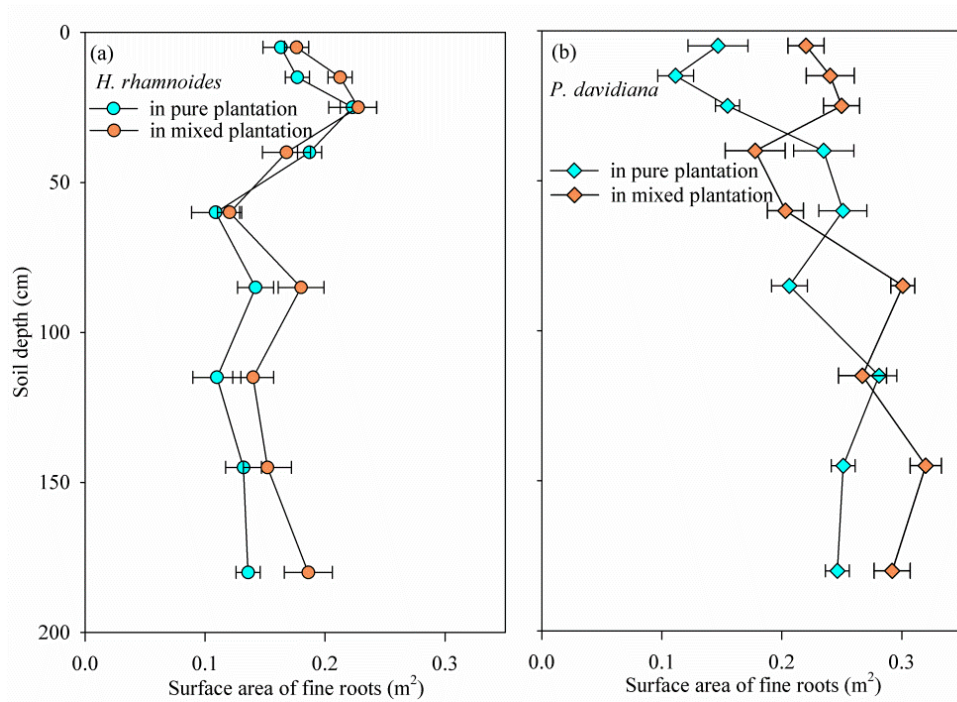 (a)
H. rhamnoides
in pure plantation
in mixed plantation
0
50
100
150
200
Soil depth (cm)
0.0 0.1 0.2 0.3
Surface area of fine roots (m²)
(b)
P. davidiana
in pure plantation
in mixed plantation
0.0 0.1 0.2 0.3
Surface area of fine roots (m²)